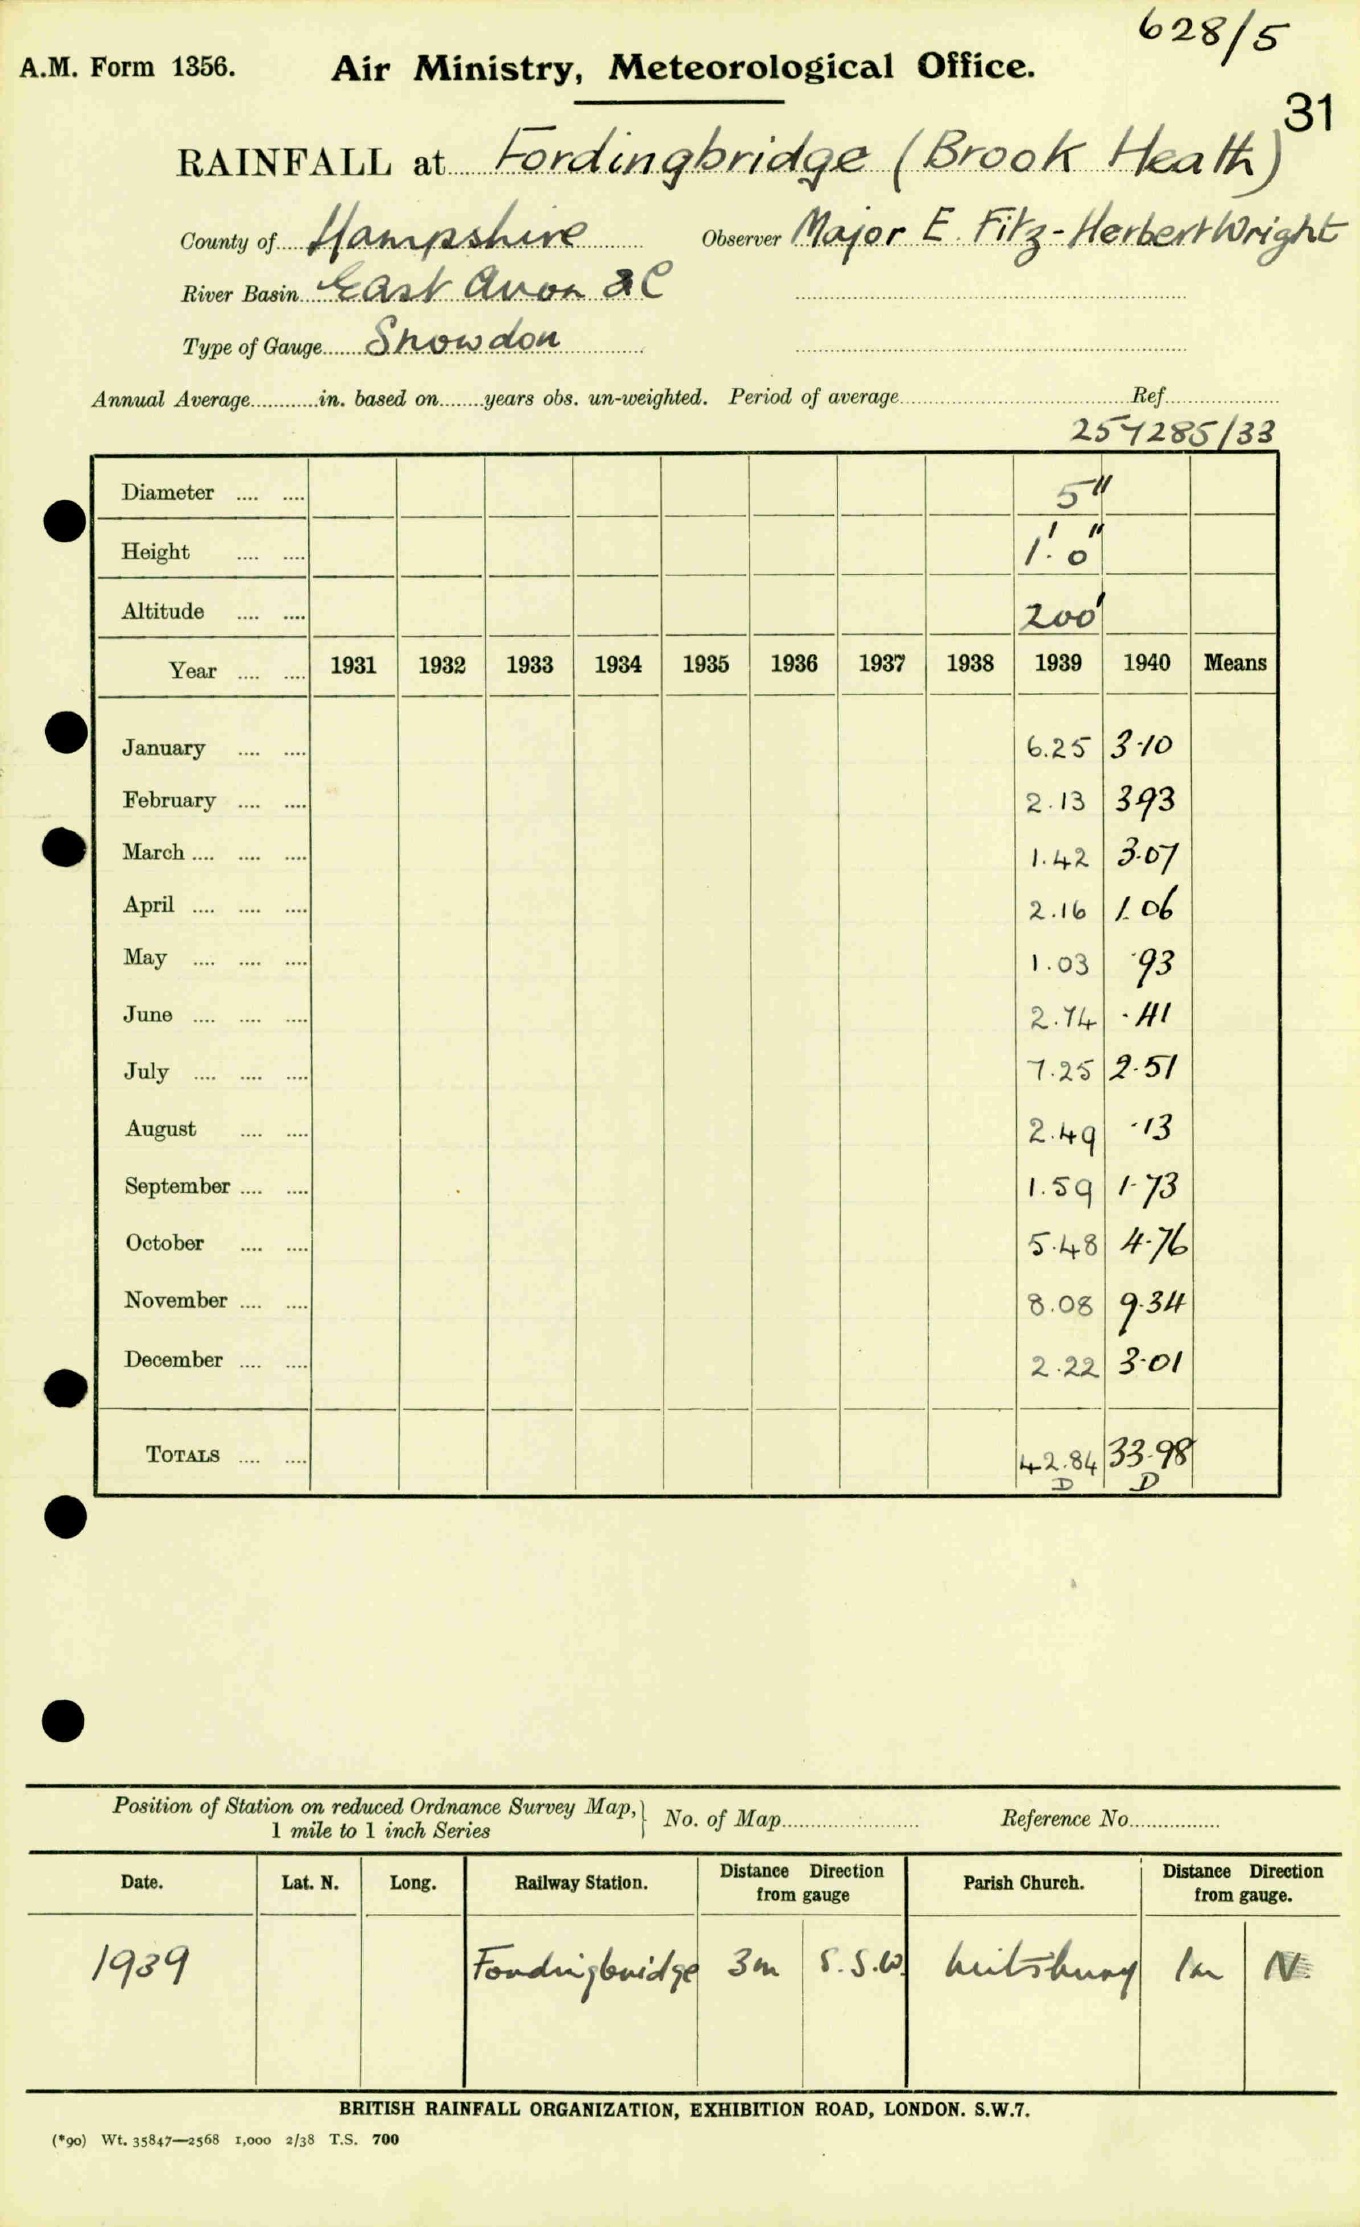 628/5
A.M. Form 1356. Air Ministry, Meteorological Office.
31
RAINFALL at Fordingbridge (Brook Heath)
County of Hampshire Observer Major E. Fitz-Herbert Wright
River Basin East Avon &C
Type of Gauge Snowdon
Annual Average............in. based on.......years obs. un-weighted. Period of average.................... Ref....................
257285/33
Diameter .... .... 5"
Height .... .... 1'.0"
Altitude .... .... 200'
Year .... .... 1931 1932 1933 1934 1935 1936 1937 1938 1939 1940 Means
January .... .... 6.25 3.10
February .... .... 2.13 3.93
March .... .... .... 1.42 3.07
April .... .... .... 2.16 1.06
May .... .... .... 1.03 .93
June .... .... .... 2.74 .41
July .... .... .... 7.25 2.51
August .... .... 2.49 .13
September .... .... 1.59 1.73
October .... .... 5.48 4.76
November .... .... 8.08 9.34
December .... .... 2.22 3.01
TOTALS .... .... 42.84 33.98
D D
Position of Station on reduced Ordnance Survey Map, } No. of Map.................... Reference No................
1 mile to 1 inch Series
Date. Lat. N. Long. Railway Station. Distance Direction from gauge Parish Church. Distance Direction from gauge.
1939 Fordingbridge 3m S.S.W. 1m N.
BRITISH RAINFALL ORGANIZATION, EXHIBITION ROAD, LONDON. S.W.7.
(*90) Wt. 35847—2568 1,000 2/38 T.S. 700